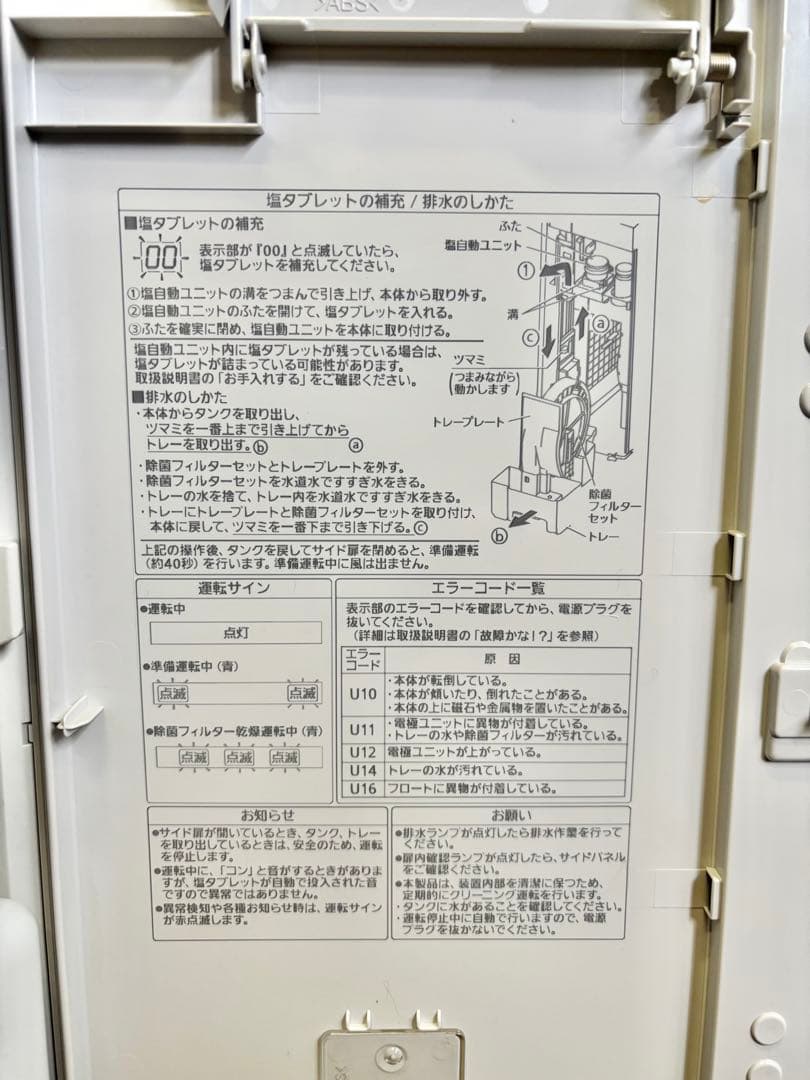 >ABS<
塩タブレットの補充 / 排水のしかた
■塩タブレットの補充
00
表示部が『00』と点滅していたら、
塩タブレットを補充してください。
①塩自動ユニットの溝をつまんで引き上げ、本体から取り外す。
②塩自動ユニットのふたを開けて、塩タブレットを入れる。
③ふたを確実に閉め、塩自動ユニットを本体に取り付ける。
塩自動ユニット内に塩タブレットが残っている場合は、
塩タブレットが詰まっている可能性があります。
取扱説明書の「お手入れする」をご確認ください。
■排水のしかた
・本体からタンクを取り出し、
ツマミを一番上まで引き上げてから
トレーを取り出す。ⓑ ⓐ
・除菌フィルターセットとトレープレートを外す。
・除菌フィルターセットを水道水ですすぎ水をきる。
・トレーの水を捨て、トレー内を水道水ですすぎ水をきる。
・トレーにトレープレートと除菌フィルターセットを取り付け、
本体に戻して、ツマミを一番下まで引き下げる。ⓒ
上記の操作後、タンクを戻してサイド扉を閉めると、準備運転
(約40秒)を行います。準備運転中に風は出ません。
ふた
塩自動ユニット
①
溝
ⓐ
ⓒ
ツマミ
(つまみながら動かします)
トレープレート
除菌
フィルター
セット
ⓑ
トレー
運転サイン
●運転中
点灯
●準備運転中(青)
点滅 点滅
●除菌フィルター乾燥運転中(青)
点滅 点滅 点滅
エラーコード一覧
表示部のエラーコードを確認してから、電源プラグを
抜いてください。
(詳細は取扱説明書の「故障かな!?」を参照)
エラーコード 原因
U10 ・本体が転倒している。
・本体が傾いたり、倒れたことがある。
・本体の上に磁石や金属物を置いたことがある。
U11 ・電極ユニットに異物が付着している。
・トレーの水や除菌フィルターが汚れている。
U12 電極ユニットが上がっている。
U14 トレーの水が汚れている。
U16 フロートに異物が付着している。
お知らせ
●サイド扉が開いているとき、タンク、トレー
を取り出しているときは、安全のため、運転
を停止します。
●運転中に、「コン」と音がするときがありま
すが、塩タブレットが自動で投入された音
ですので異常ではありません。
●異常検知や各種お知らせ時は、運転サイン
が赤点滅します。
お願い
●排水ランプが点灯したら排水作業を行って
ください。
●扉内確認ランプが点灯したら、サイドパネル
をご確認ください。
●本製品は、装置内部を清潔に保つため、
定期的にクリーニング運転を行います。
・タンクに水があることを確認してください。
・運転停止中に自動で行いますので、電源
プラグを抜かないでください。